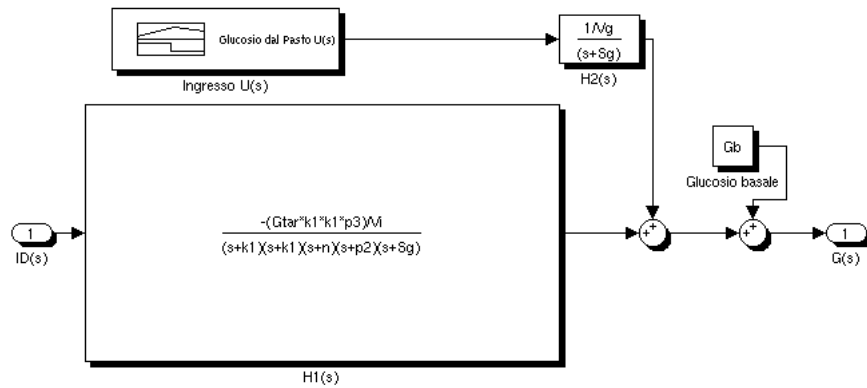 Glucosio dal Pasto U(s)
Ingresso U(s)
1/Vg
(s+Sg)
H2(s)
Gb
Glucosio basale
1
ID(s)
-(Gtar*k1*k1*p3)/Vi
(s+k1)(s+k1)(s+n)(s+p2)(s+Sg)
H1(s)
+
+
+
+
1
G(s)